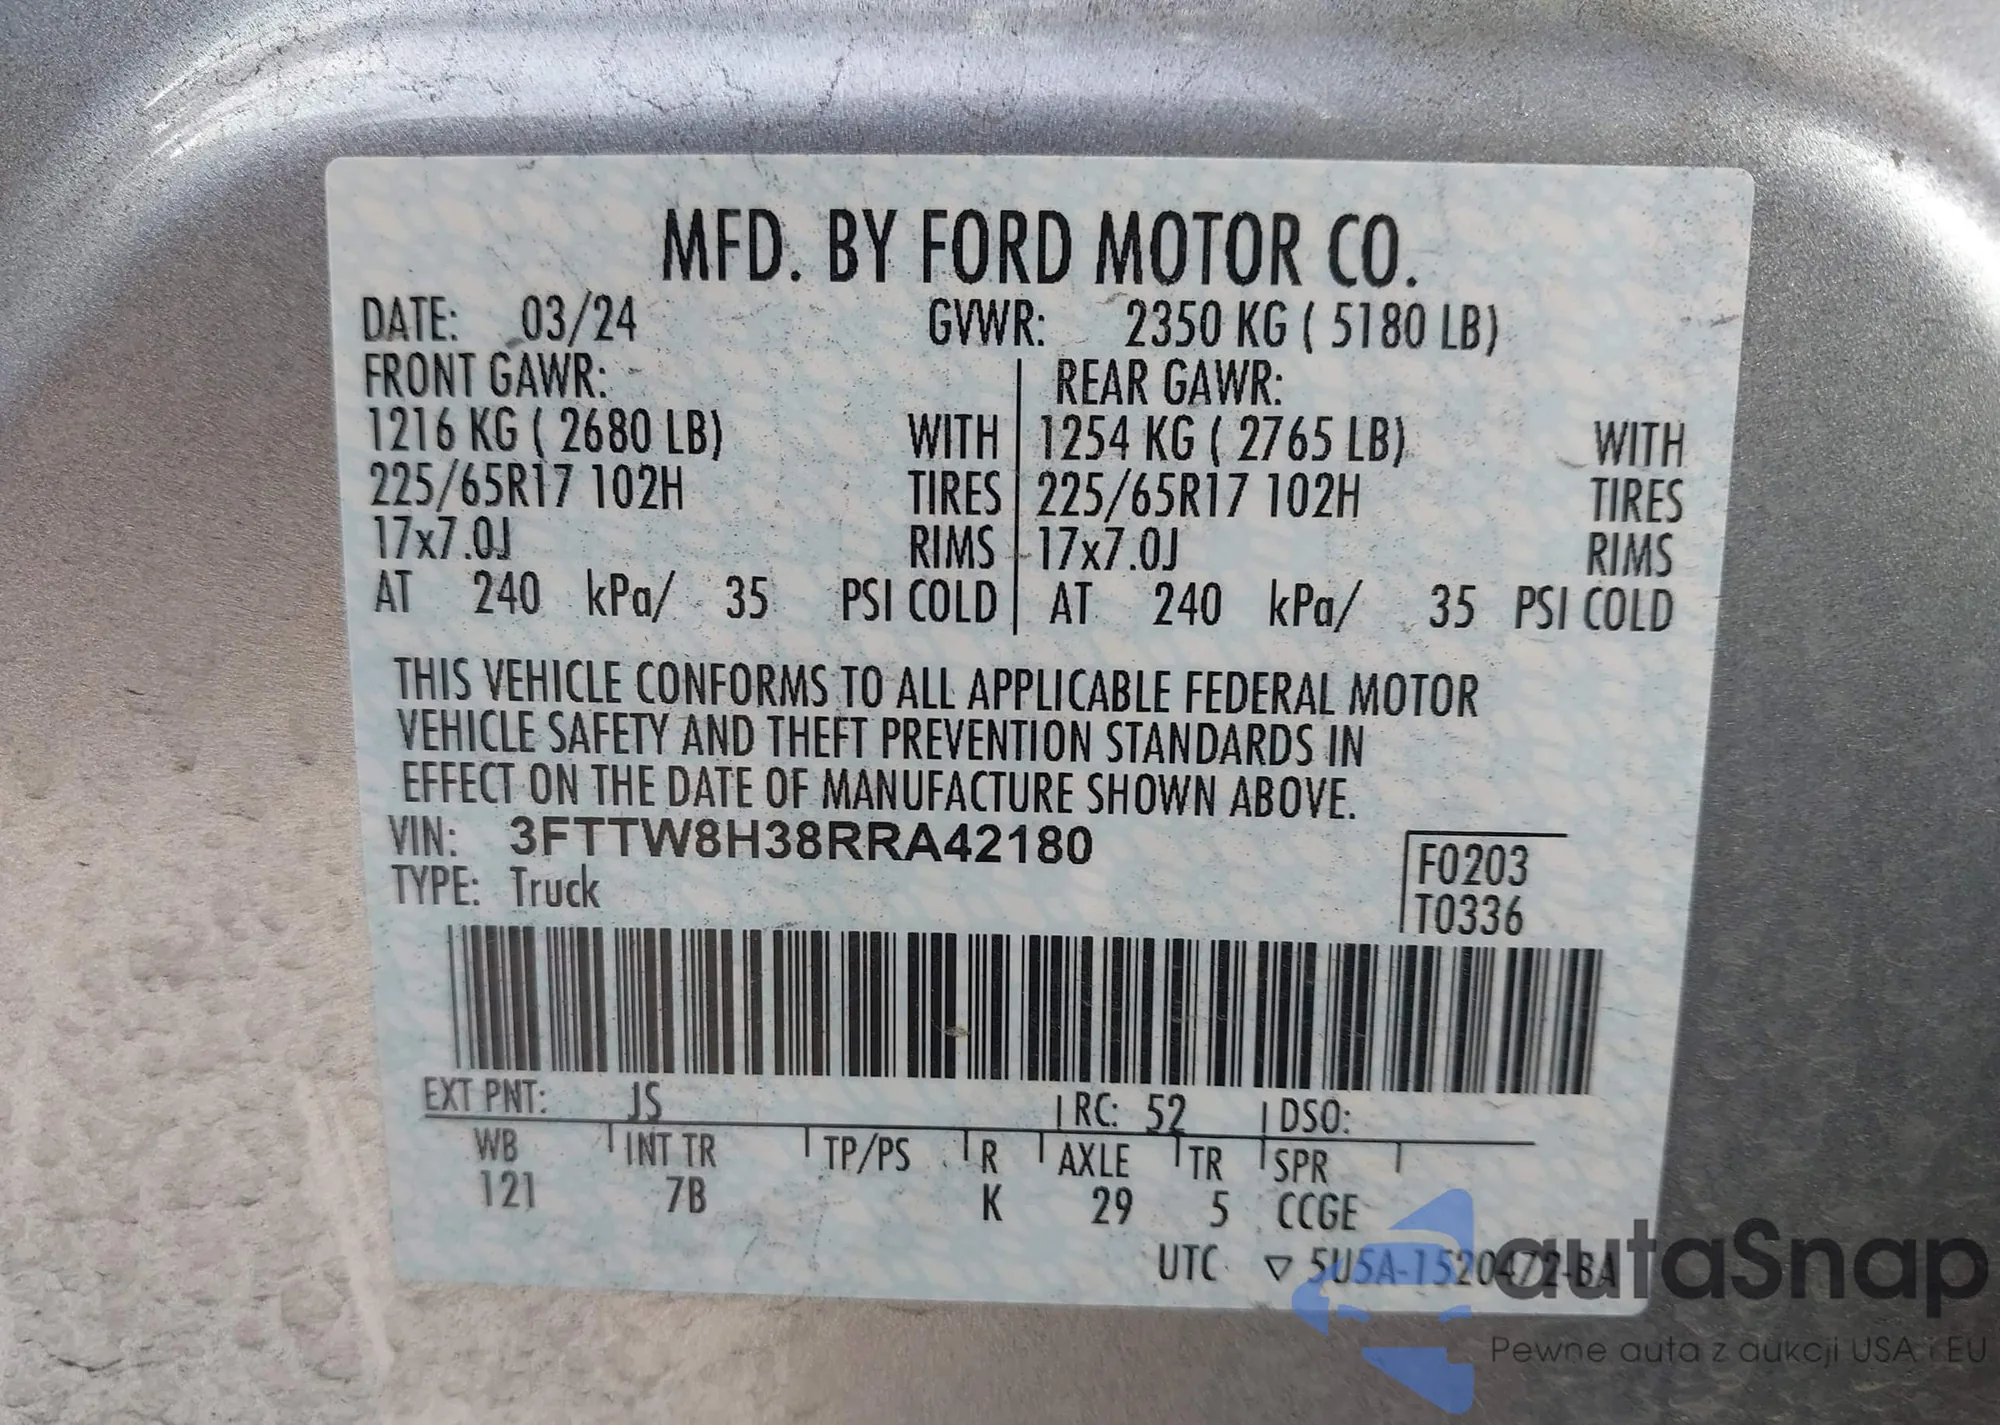 MFD. BY FORD MOTOR CO.
DATE: 03/24 GVWR: 2350 KG ( 5180 LB)
FRONT GAWR: REAR GAWR:
1216 KG ( 2680 LB) WITH 1254 KG ( 2765 LB) WITH
225/65R17 102H TIRES 225/65R17 102H TIRES
17x7.0J RIMS 17x7.0J RIMS
AT 240 kPa/ 35 PSI COLD AT 240 kPa/ 35 PSI COLD
THIS VEHICLE CONFORMS TO ALL APPLICABLE FEDERAL MOTOR
VEHICLE SAFETY AND THEFT PREVENTION STANDARDS IN
EFFECT ON THE DATE OF MANUFACTURE SHOWN ABOVE.
VIN: 3FTTW8H38RRA42180
TYPE: Truck
F0203
T0336
EXT PNT: JS RC: 52 DSO:
WB INT TR TP/PS R AXLE TR SPR
121 7B K 29 5 CCGE
UTC ▽ 5U5A-1520472-BA
autaSnap
Pewne auta z aukcji USA i EU